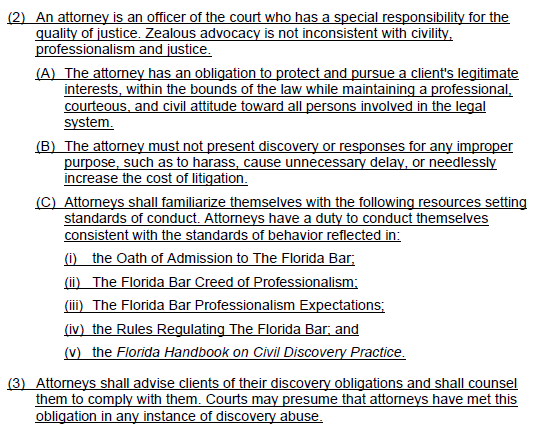 (2) An attorney is an officer of the court who has a special responsibility for the
quality of justice. Zealous advocacy is not inconsistent with civility,
professionalism and justice.
(A) The attorney has an obligation to protect and pursue a client's legitimate
interests, within the bounds of the law while maintaining a professional,
courteous, and civil attitude toward all persons involved in the legal
system.
(B) The attorney must not present discovery or responses for any improper
purpose, such as to harass, cause unnecessary delay, or needlessly
increase the cost of litigation.
(C) Attorneys shall familiarize themselves with the following resources setting
standards of conduct. Attorneys have a duty to conduct themselves
consistent with the standards of behavior reflected in:
(i) the Oath of Admission to The Florida Bar;
(ii) The Florida Bar Creed of Professionalism;
(iii) The Florida Bar Professionalism Expectations;
(iv) the Rules Regulating The Florida Bar; and
(v) the Florida Handbook on Civil Discovery Practice.
(3) Attorneys shall advise clients of their discovery obligations and shall counsel
them to comply with them. Courts may presume that attorneys have met this
obligation in any instance of discovery abuse.